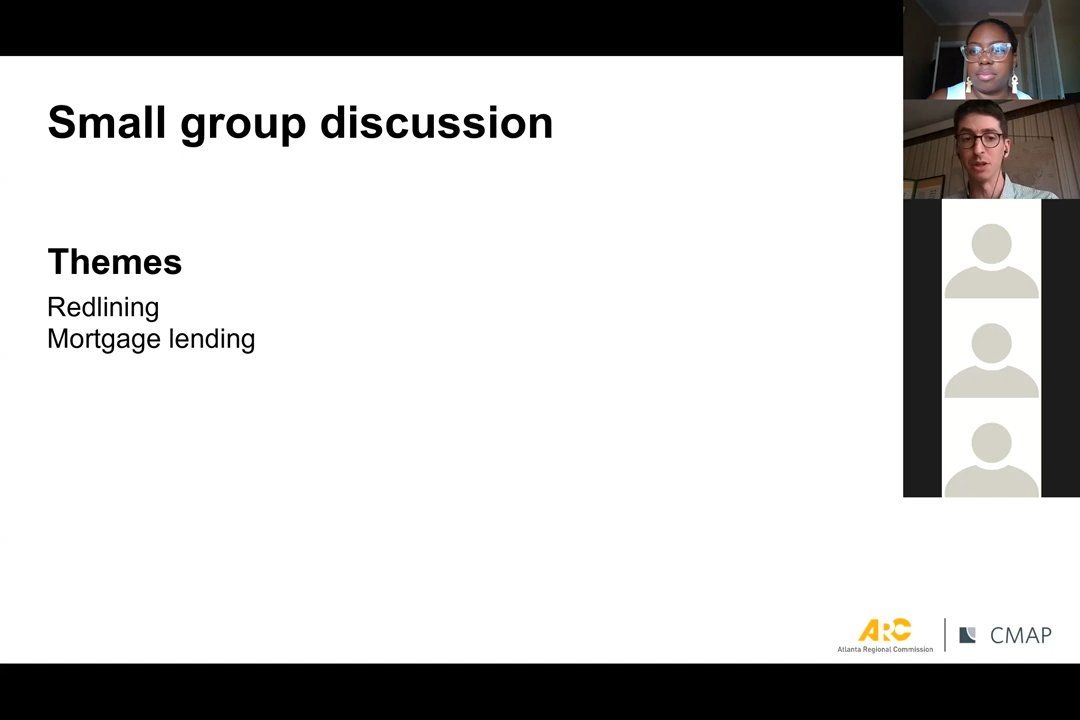 Small group discussion
Themes
Redlining
Mortgage lending
ARC
Atlanta Regional Commission
CMAP